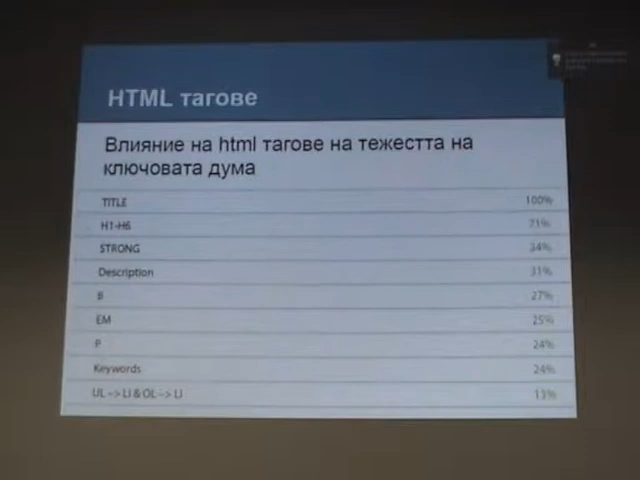 HTML тагове
Влияние на html тагове на тежестта на
ключовата дума
TITLE 100%
H1-H6 71%
STRONG 34%
Description 31%
B 27%
EM 25%
P 24%
Keywords 24%
UL -> LI & OL -> LI 13%